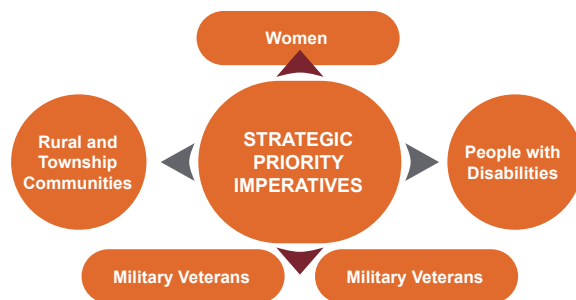 Women
Rural and
Township
Communities
STRATEGIC
PRIORITY
IMPERATIVES
People with
Disabilities
Military Veterans
Military Veterans